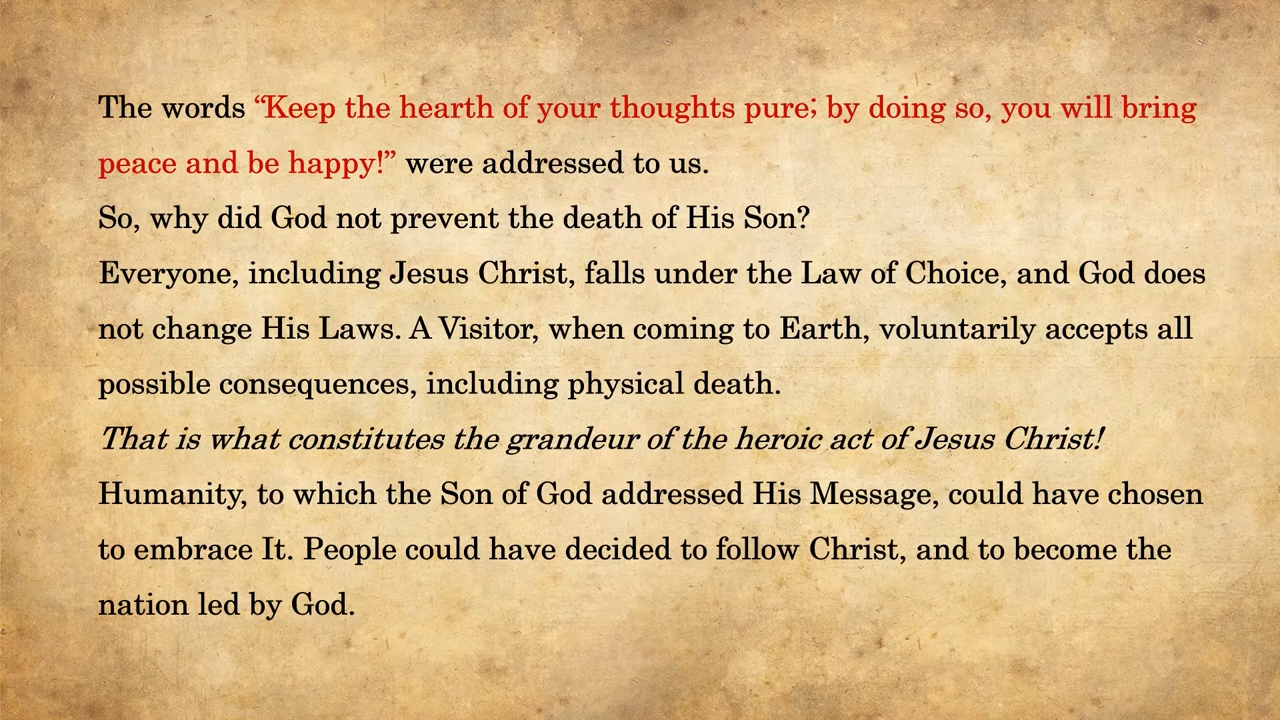 The words “Keep the hearth of your thoughts pure; by doing so, you will bring
peace and be happy!” were addressed to us.
So, why did God not prevent the death of His Son?
Everyone, including Jesus Christ, falls under the Law of Choice, and God does
not change His Laws. A Visitor, when coming to Earth, voluntarily accepts all
possible consequences, including physical death.
That is what constitutes the grandeur of the heroic act of Jesus Christ!
Humanity, to which the Son of God addressed His Message, could have chosen
to embrace It. People could have decided to follow Christ, and to become the
nation led by God.